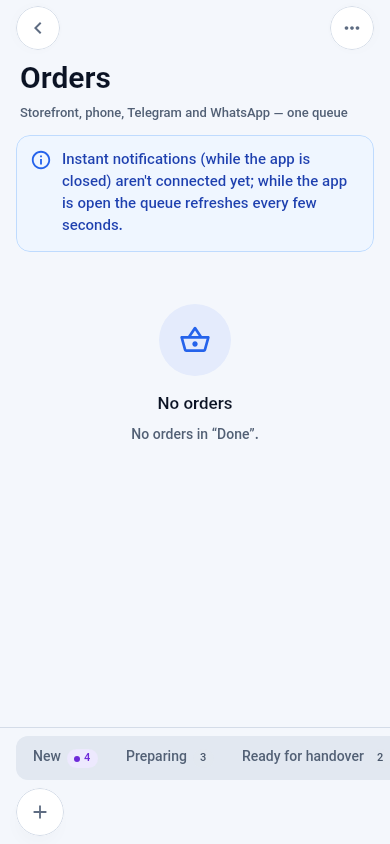 Orders
Storefront, phone, Telegram and WhatsApp — one queue
Instant notifications (while the app is
closed) aren't connected yet; while the app
is open the queue refreshes every few
seconds.
No orders
No orders in “Done”.
New 4 Preparing 3 Ready for handover 2